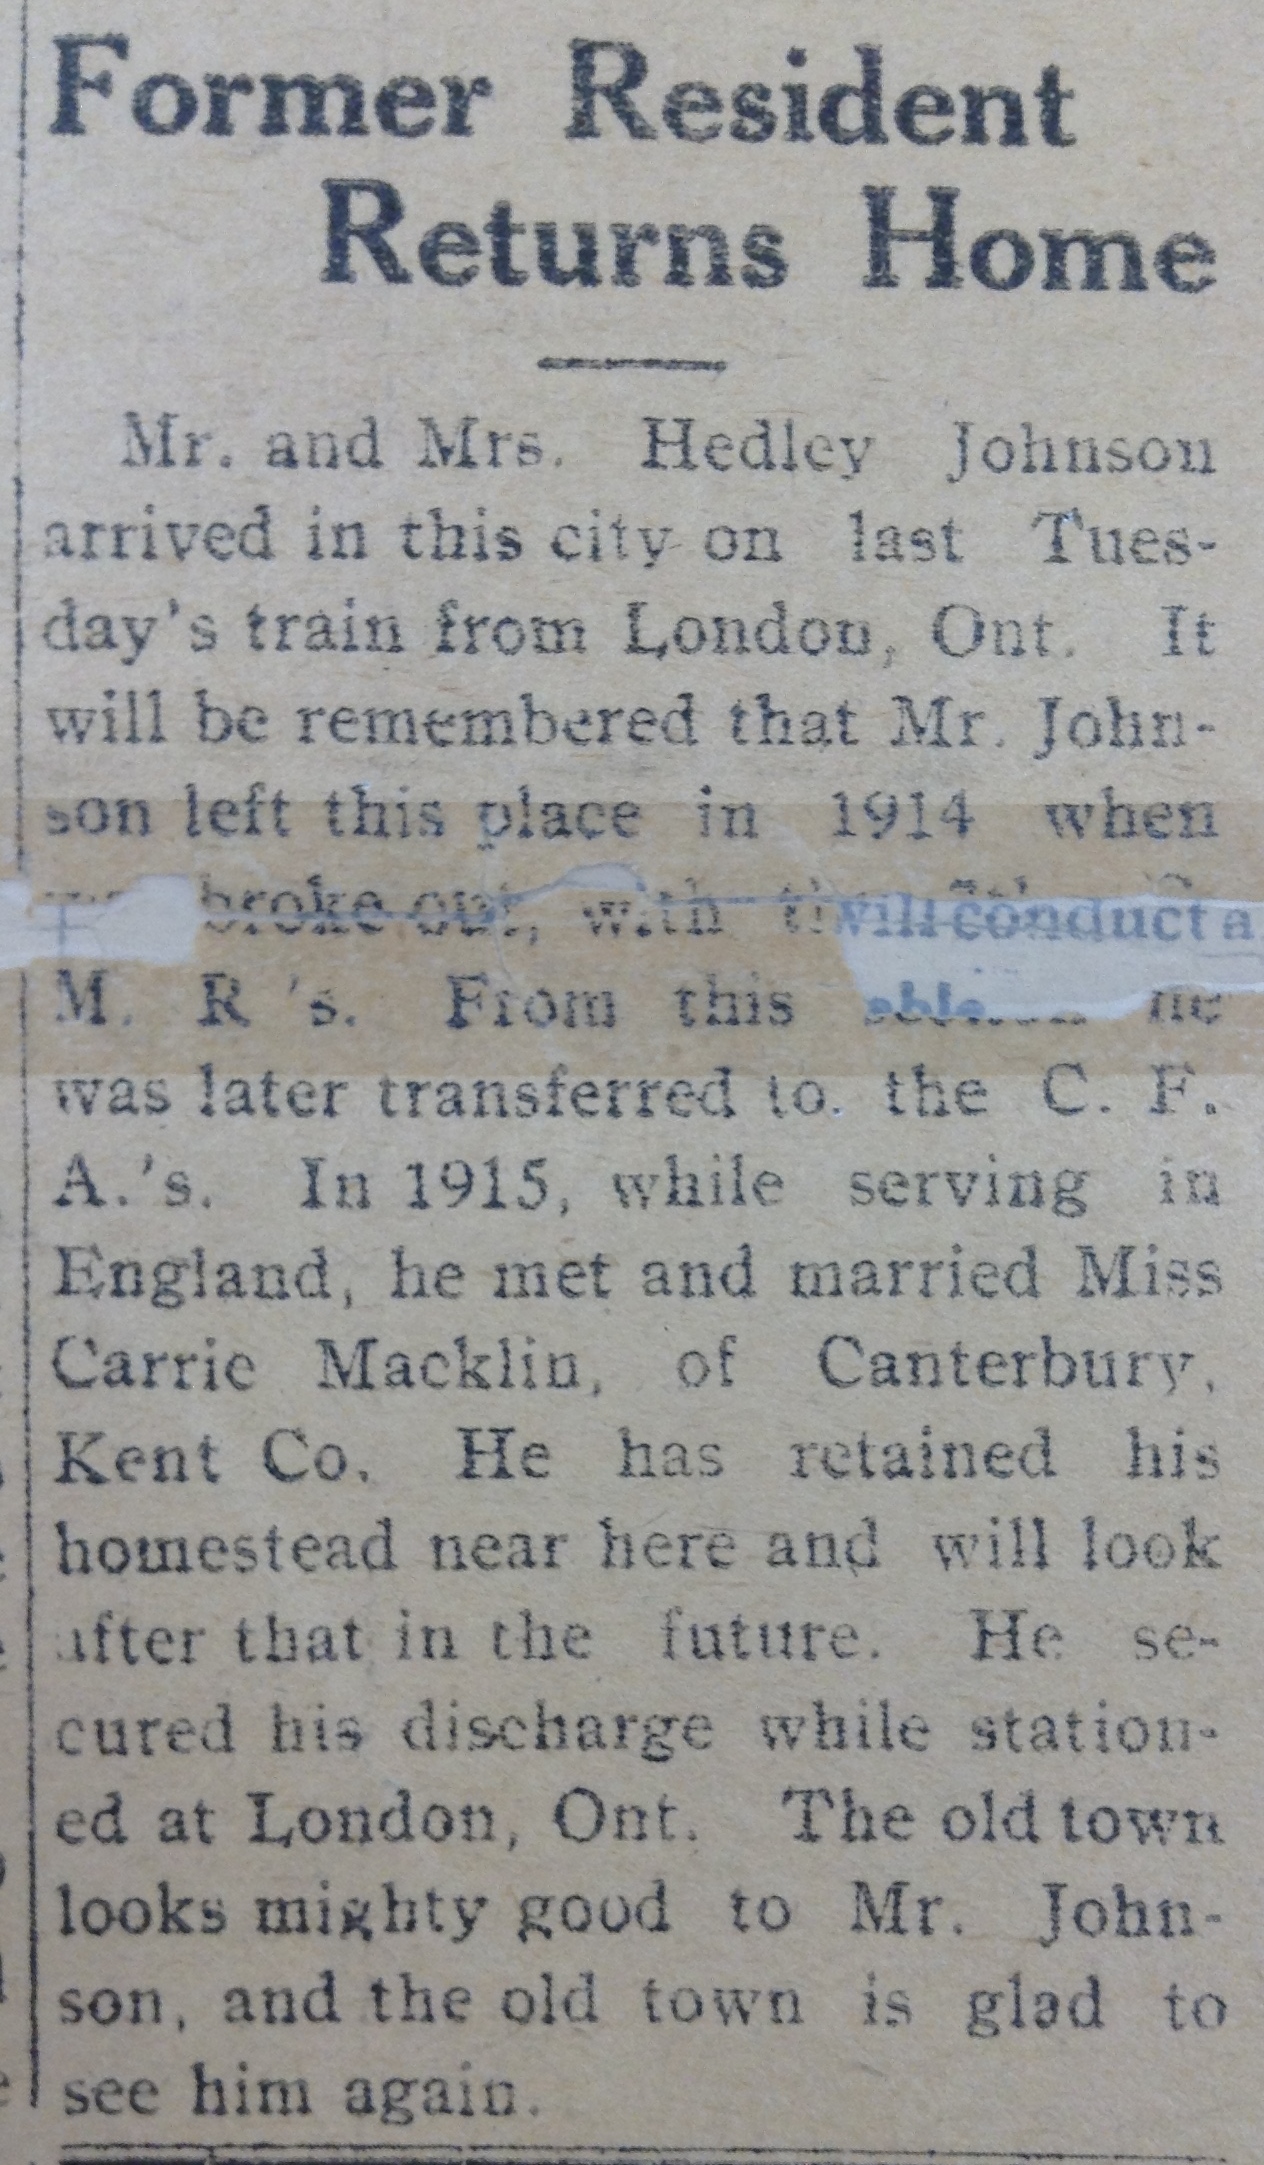 Former Resident
Returns Home
Mr. and Mrs. Hedley Johnson
arrived in this city on last Tues-
day's train from London, Ont. It
will be remembered that Mr. John-
son left this place in 1914 when
broke out, with
will conduct a
M. R 's. From this he
able
was later transferred to. the C. F.
A.'s. In 1915, while serving in
England, he met and married Miss
Carrie Macklin, of Canterbury,
Kent Co. He has retained his
homestead near here and will look
after that in the future. He se-
cured his discharge while station-
ed at London, Ont. The old town
looks mighty good to Mr. John-
son, and the old town is glad to
see him again.